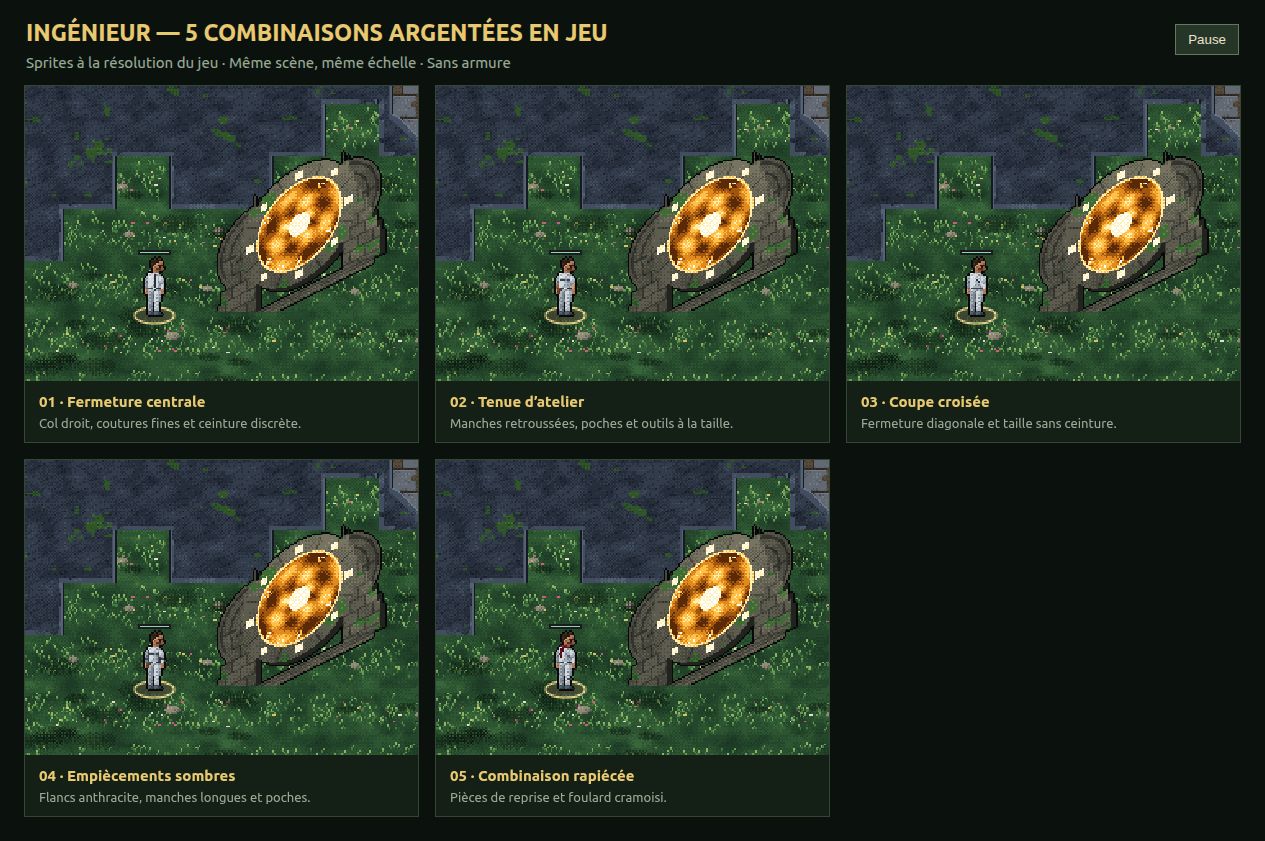 INGÉNIEUR — 5 COMBINAISONS ARGENTÉES EN JEU
Pause
Sprites à la résolution du jeu · Même scène, même échelle · Sans armure
01 · Fermeture centrale
Col droit, coutures fines et ceinture discrète.
02 · Tenue d’atelier
Manches retroussées, poches et outils à la taille.
03 · Coupe croisée
Fermeture diagonale et taille sans ceinture.
04 · Empiècements sombres
Flancs anthracite, manches longues et poches.
05 · Combinaison rapiécée
Pièces de reprise et foulard cramoisi.